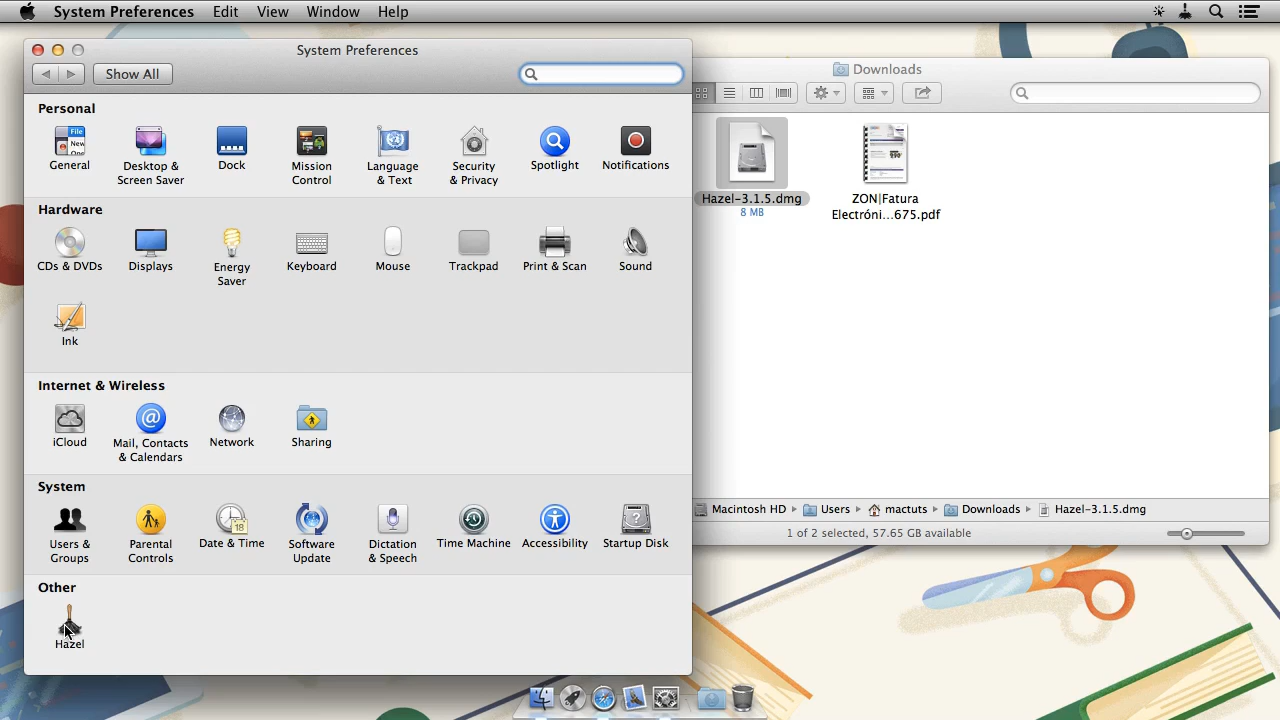 System Preferences Edit View Window Help
System Preferences
Show All
Personal
General
Desktop &
Screen Saver
Dock
Mission
Control
Language
& Text
Security
& Privacy
Spotlight
Notifications
Hardware
CDs & DVDs
Displays
Energy
Saver
Keyboard
Mouse
Trackpad
Print & Scan
Sound
Ink
Internet & Wireless
iCloud
Mail, Contacts
& Calendars
Network
Sharing
System
Users &
Groups
Parental
Controls
Date & Time
Software
Update
Dictation
& Speech
Time Machine
Accessibility
Startup Disk
Other
Hazel
Downloads
Hazel-3.1.5.dmg
8 MB
ZON|Fatura
Electróni...675.pdf
Macintosh HD Users mactuts Downloads Hazel-3.1.5.dmg
1 of 2 selected, 57.65 GB available